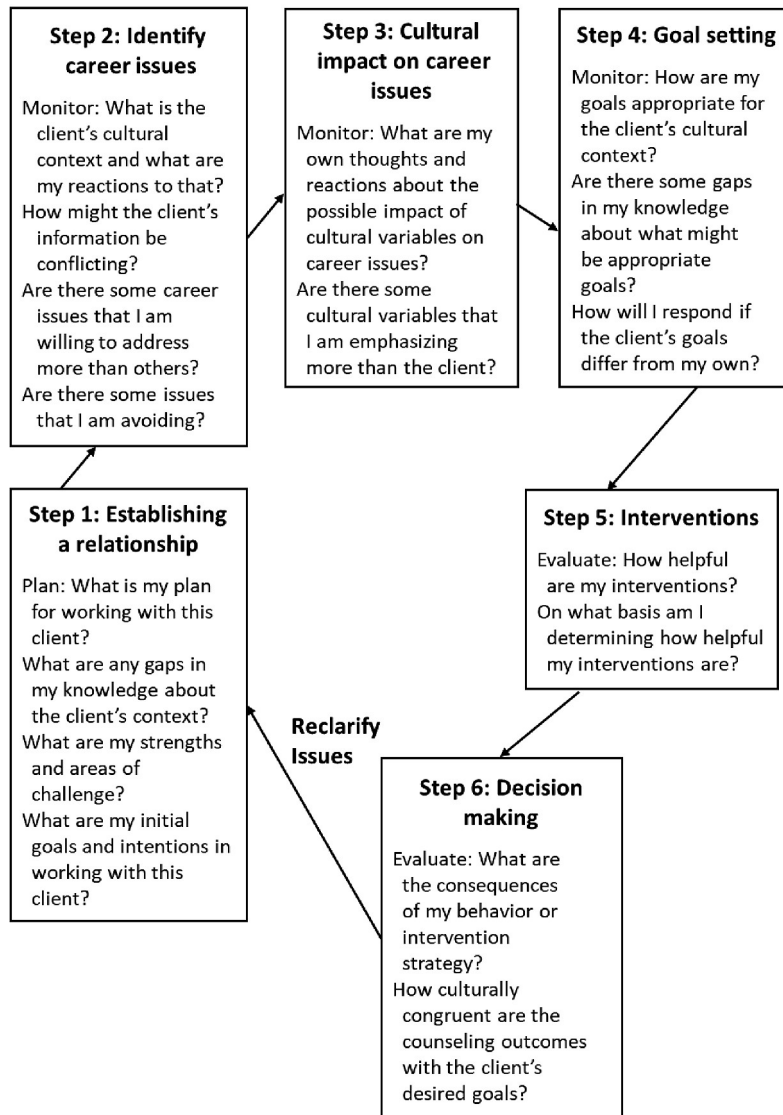 Step 1: Establishing
a relationship
Plan: What is my plan
for working with this
client?
What are any gaps in
my knowledge about
the client's context?
What are my strengths
and areas of
challenge?
What are my initial
goals and intentions in
working with this
client?
Step 2: Identify
career issues
Monitor: What is the
client's cultural
context and what are
my reactions to that?
How might the client's
information be
conflicting?
Are there some career
issues that I am
willing to address
more than others?
Are there some issues
that I am avoiding?
Step 3: Cultural
impact on career
issues
Monitor: What are my
own thoughts and
reactions about the
possible impact of
cultural variables on
career issues?
Are there some
cultural variables that
I am emphasizing
more than the client?
Step 4: Goal setting
Monitor: How are my
goals appropriate for
the client's cultural
context?
Are there some gaps
in my knowledge
about what might
be appropriate
goals?
How will I respond if
the client's goals
differ from my own?
Step 5: Interventions
Evaluate: How helpful
are my interventions?
On what basis am I
determining how helpful
my interventions are?
Step 6: Decision
making
Evaluate: What are
the consequences
of my behavior or
intervention
strategy?
How culturally
congruent are the
counseling outcomes
with the client's
desired goals?
Reclarify
Issues